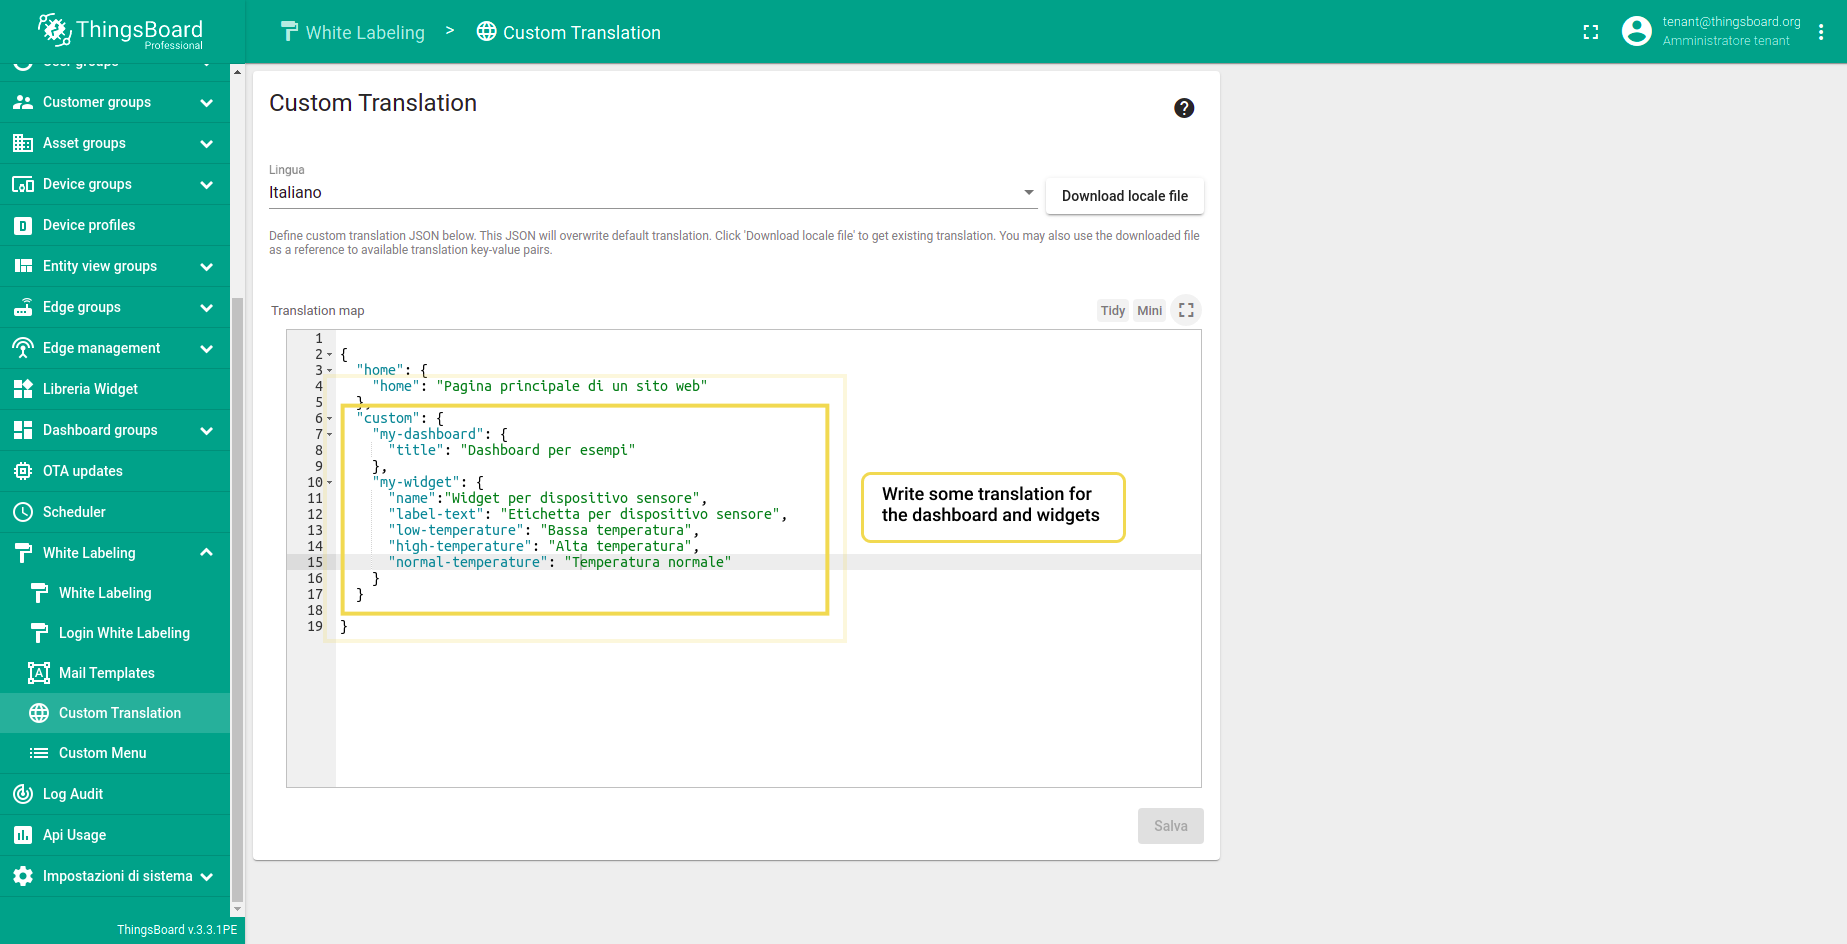 ThingsBoard
Professional
White Labeling > Custom Translation
tenant@thingsboard.org
Amministratore tenant
User groups
Customer groups
Asset groups
Device groups
Device profiles
Entity view groups
Edge groups
Edge management
Libreria Widget
Dashboard groups
OTA updates
Scheduler
White Labeling
White Labeling
Login White Labeling
Mail Templates
Custom Translation
Custom Menu
Log Audit
Api Usage
Impostazioni di sistema
ThingsBoard v.3.3.1PE
Custom Translation
Lingua
Italiano
Download locale file
Define custom translation JSON below. This JSON will overwrite default translation. Click 'Download locale file' to get existing translation. You may also use the downloaded file
as a reference to available translation key-value pairs.
Translation map
Tidy
Mini
1
2 {
3 "home": {
4 "home": "Pagina principale di un sito web"
5 },
6 "custom": {
7 "my-dashboard": {
8 "title": "Dashboard per esempi"
9 },
10 "my-widget": {
11 "name":"Widget per dispositivo sensore",
12 "label-text": "Etichetta per dispositivo sensore",
13 "low-temperature": "Bassa temperatura",
14 "high-temperature": "Alta temperatura",
15 "normal-temperature": "Temperatura normale"
16 }
17 }
18
19 }
Write some translation for
the dashboard and widgets
Salva